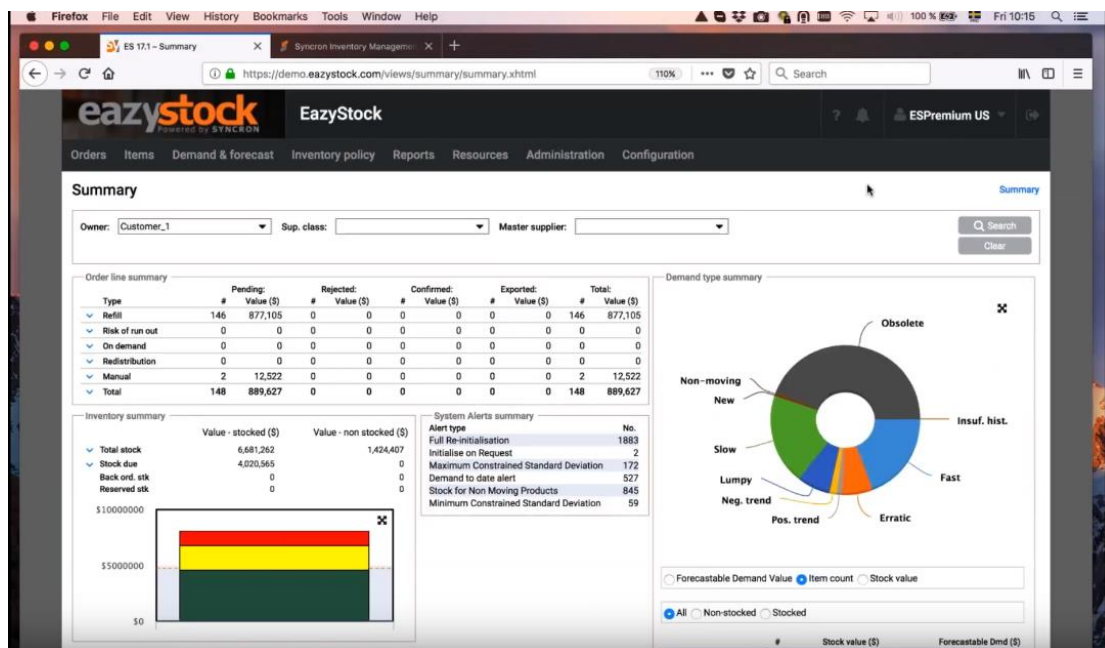 Firefox File Edit View History Bookmarks Tools Window Help 100 % Fri 10:15
ES 17.1 – Summary
Syncron Inventory Managemen
https://demo.eazystock.com/views/summary/summary.xhtml 110% Search
eazystock
Powered by SYNCRON
EazyStock
ESPremium US
Orders Items Demand & forecast Inventory policy Reports Resources Administration Configuration
Summary
Summary
Owner: Customer_1 Sup. class: Master supplier: Search
Clear
Order line summary
Pending: Rejected: Confirmed: Exported: Total:
Type # Value ($) # Value ($) # Value ($) # Value ($) # Value ($)
Refill 146 877,105 0 0 0 0 0 0 146 877,105
Risk of run out 0 0 0 0 0 0 0 0 0 0
On demand 0 0 0 0 0 0 0 0 0 0
Redistribution 0 0 0 0 0 0 0 0 0 0
Manual 2 12,522 0 0 0 0 0 0 2 12,522
Total 148 889,627 0 0 0 0 0 0 148 889,627
Inventory summary
Value - stocked ($) Value - non stocked ($)
Total stock 6,681,262 1,424,407
Stock due 4,020,565 0
Back ord. stk 0 0
Reserved stk 0 0
$10000000
$5000000
$0
System Alerts summary
Alert type No.
Full Re-initialisation 1883
Initialise on Request 2
Maximum Constrained Standard Deviation 172
Demand to date alert 527
Stock for Non Moving Products 845
Minimum Constrained Standard Deviation 59
Demand type summary
Obsolete
Non-moving
New
Insuf. hist.
Slow
Fast
Lumpy
Neg. trend
Pos. trend
Erratic
Forecastable Demand Value Item count Stock value
All Non-stocked Stocked
# Stock value ($) Forecastable Dmd ($)